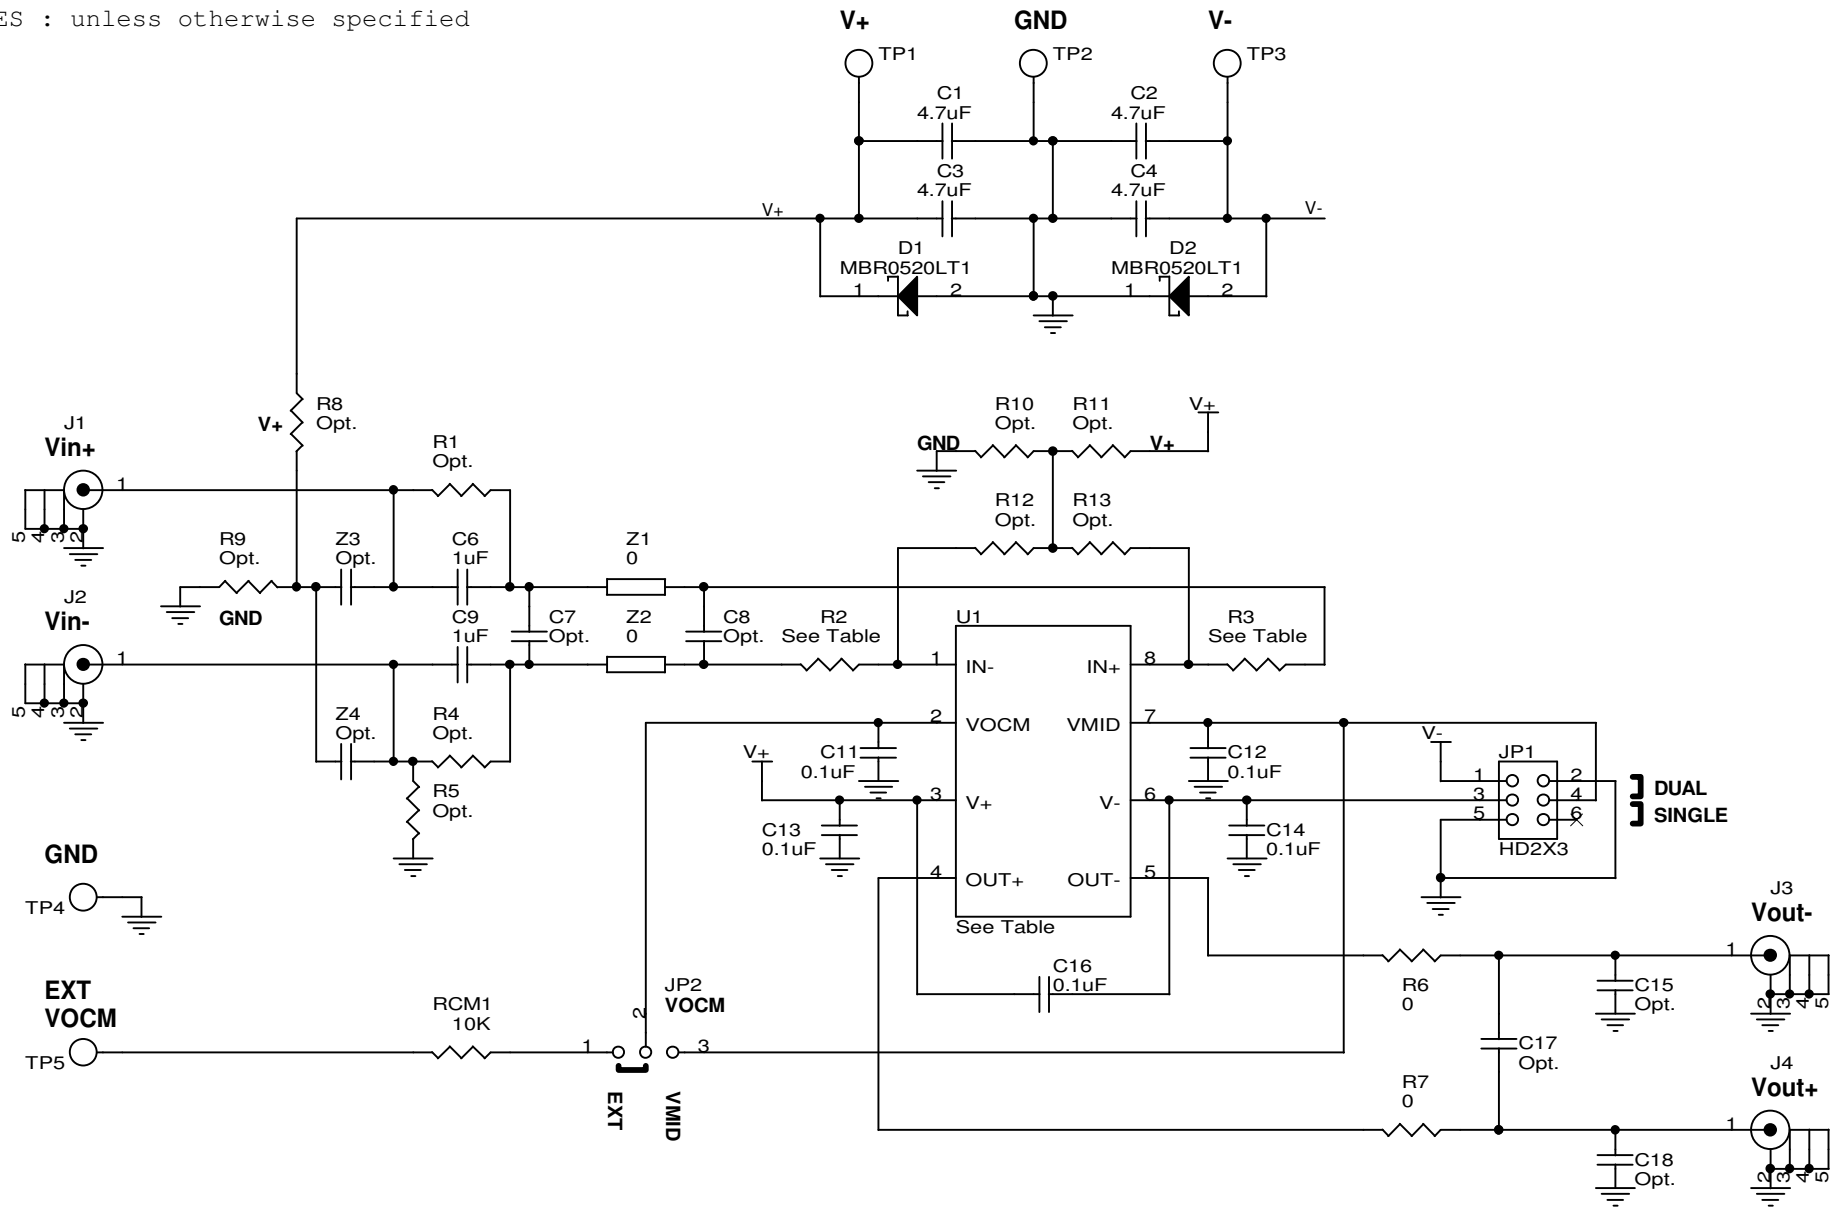 ES : unless otherwise specified
V+
GND
V-
TP1
TP2
TP3
C1
4.7uF
C2
4.7uF
C3
4.7uF
C4
4.7uF
V+
V-
D1
MBR0520LT1
1
2
D2
MBR0520LT1
1
2
J1
Vin+
1
5
4
3
2
V+
R8
Opt.
R1
Opt.
R10
Opt.
R11
Opt.
V+
GND
V+
R12
Opt.
R13
Opt.
R9
Opt.
GND
Z3
Opt.
C6
1uF
Z1
0
J2
Vin-
1
5
4
3
2
C9
1uF
C7
Opt.
Z2
0
C8
Opt.
R2
See Table
U1
R3
See Table
1
IN-
IN+
8
Z4
Opt.
R4
Opt.
R5
Opt.
2
VOCM
VMID
7
V+
C11
0.1uF
C12
0.1uF
V-
JP1
1
2
3
4
5
6
HD2X3
DUAL
SINGLE
3
V+
V-
6
C13
0.1uF
C14
0.1uF
4
OUT+
OUT-
5
See Table
GND
TP4
C16
0.1uF
J3
Vout-
1
2
3
4
5
R6
0
C15
Opt.
EXT
VOCM
TP5
RCM1
10K
JP2
VOCM
1
2
3
EXT
VMID
C17
Opt.
R7
0
J4
Vout+
1
2
3
4
5
C18
Opt.